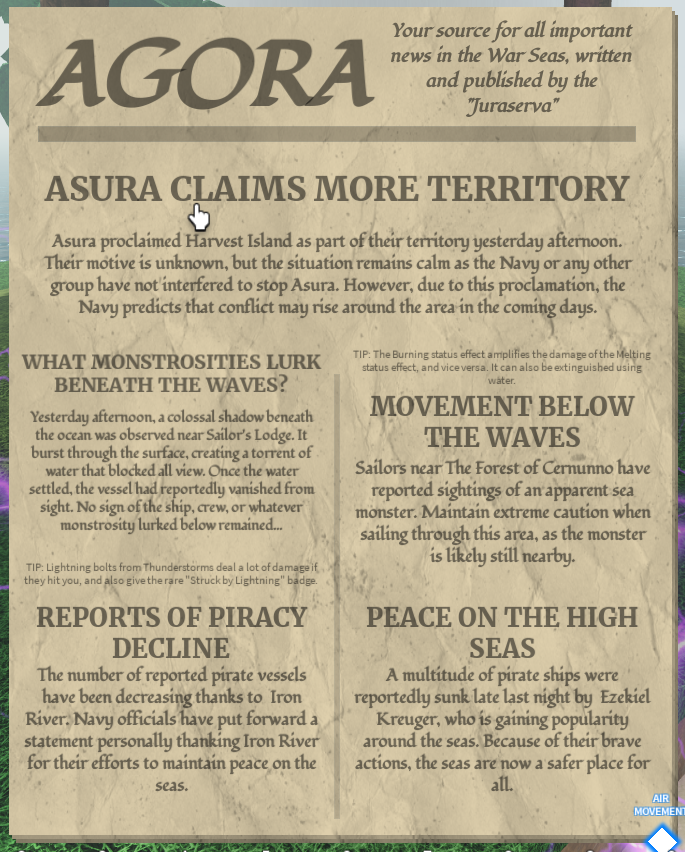 AGORA
Your source for all important
news in the War Seas, written
and published by the
"Juraserva"
ASURA CLAIMS MORE TERRITORY
Asura proclaimed Harvest Island as part of their territory yesterday afternoon.
Their motive is unknown, but the situation remains calm as the Navy or any other
group have not interfered to stop Asura. However, due to this proclamation, the
Navy predicts that conflict may rise around the area in the coming days.
WHAT MONSTROSITIES LURK
BENEATH THE WAVES?
Yesterday afternoon, a colossal shadow beneath
the ocean was observed near Sailor's Lodge. It
burst through the surface, creating a torrent of
water that blocked all view. Once the water
settled, the vessel had reportedly vanished from
sight. No sign of the ship, crew, or whatever
monstrosity lurked below remained...
TIP: Lightning bolts from Thunderstorms deal a lot of damage if
they hit you, and also give the rare "Struck by Lightning" badge.
REPORTS OF PIRACY
DECLINE
The number of reported pirate vessels
have been decreasing thanks to Iron
River. Navy officials have put forward a
statement personally thanking Iron River
for their efforts to maintain peace on the
seas.
TIP: The Burning status effect amplifies the damage of the Melting
status effect, and vice versa. It can also be extinguished using
water.
MOVEMENT BELOW
THE WAVES
Sailors near The Forest of Cernunno have
reported sightings of an apparent sea
monster. Maintain extreme caution when
sailing through this area, as the monster
is likely still nearby.
PEACE ON THE HIGH
SEAS
A multitude of pirate ships were
reportedly sunk late last night by Ezekiel
Kreuger, who is gaining popularity
around the seas. Because of their brave
actions, the seas are now a safer place for
all.
AIR
MOVEMENT